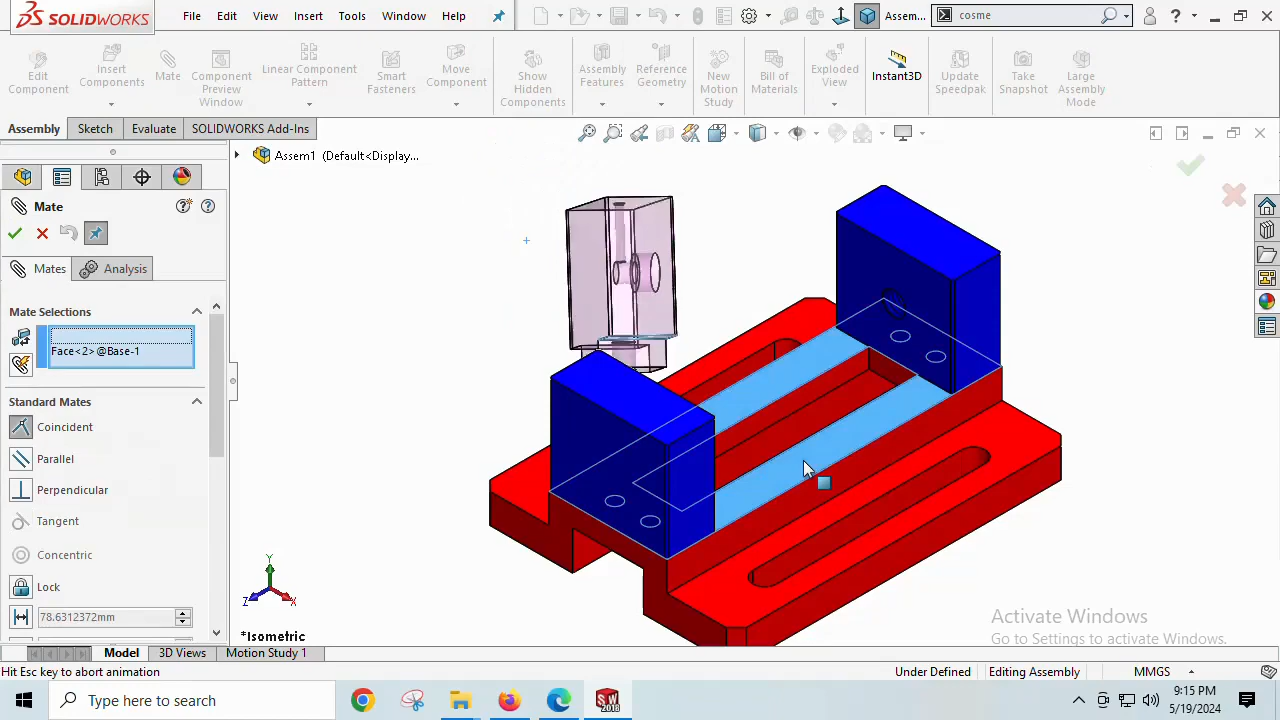 SOLIDWORKS File Edit View Insert Tools Window Help Assem... cosme ?
Edit Component
Insert Components
Mate
Component Preview Window
Linear Component Pattern
Smart Fasteners
Move Component
Show Hidden Components
Assembly Features
Reference Geometry
New Motion Study
Bill of Materials
Exploded View
Instant3D
Update Speedpak
Take Snapshot
Large Assembly Mode
Assembly Sketch Evaluate SOLIDWORKS Add-Ins
Assem1 (Default<Display...
Mate
Mates Analysis
Mate Selections
Face<2>@Base-1
Standard Mates
Coincident
Parallel
Perpendicular
Tangent
Concentric
Lock
78.6312372mm
Y
Z X
*Isometric
Activate Windows
Go to Settings to activate Windows.
Model 3D Views Motion Study 1
Hit Esc key to abort animation Under Defined Editing Assembly MMGS
Type here to search
SW
2018
9:15 PM
5/19/2024